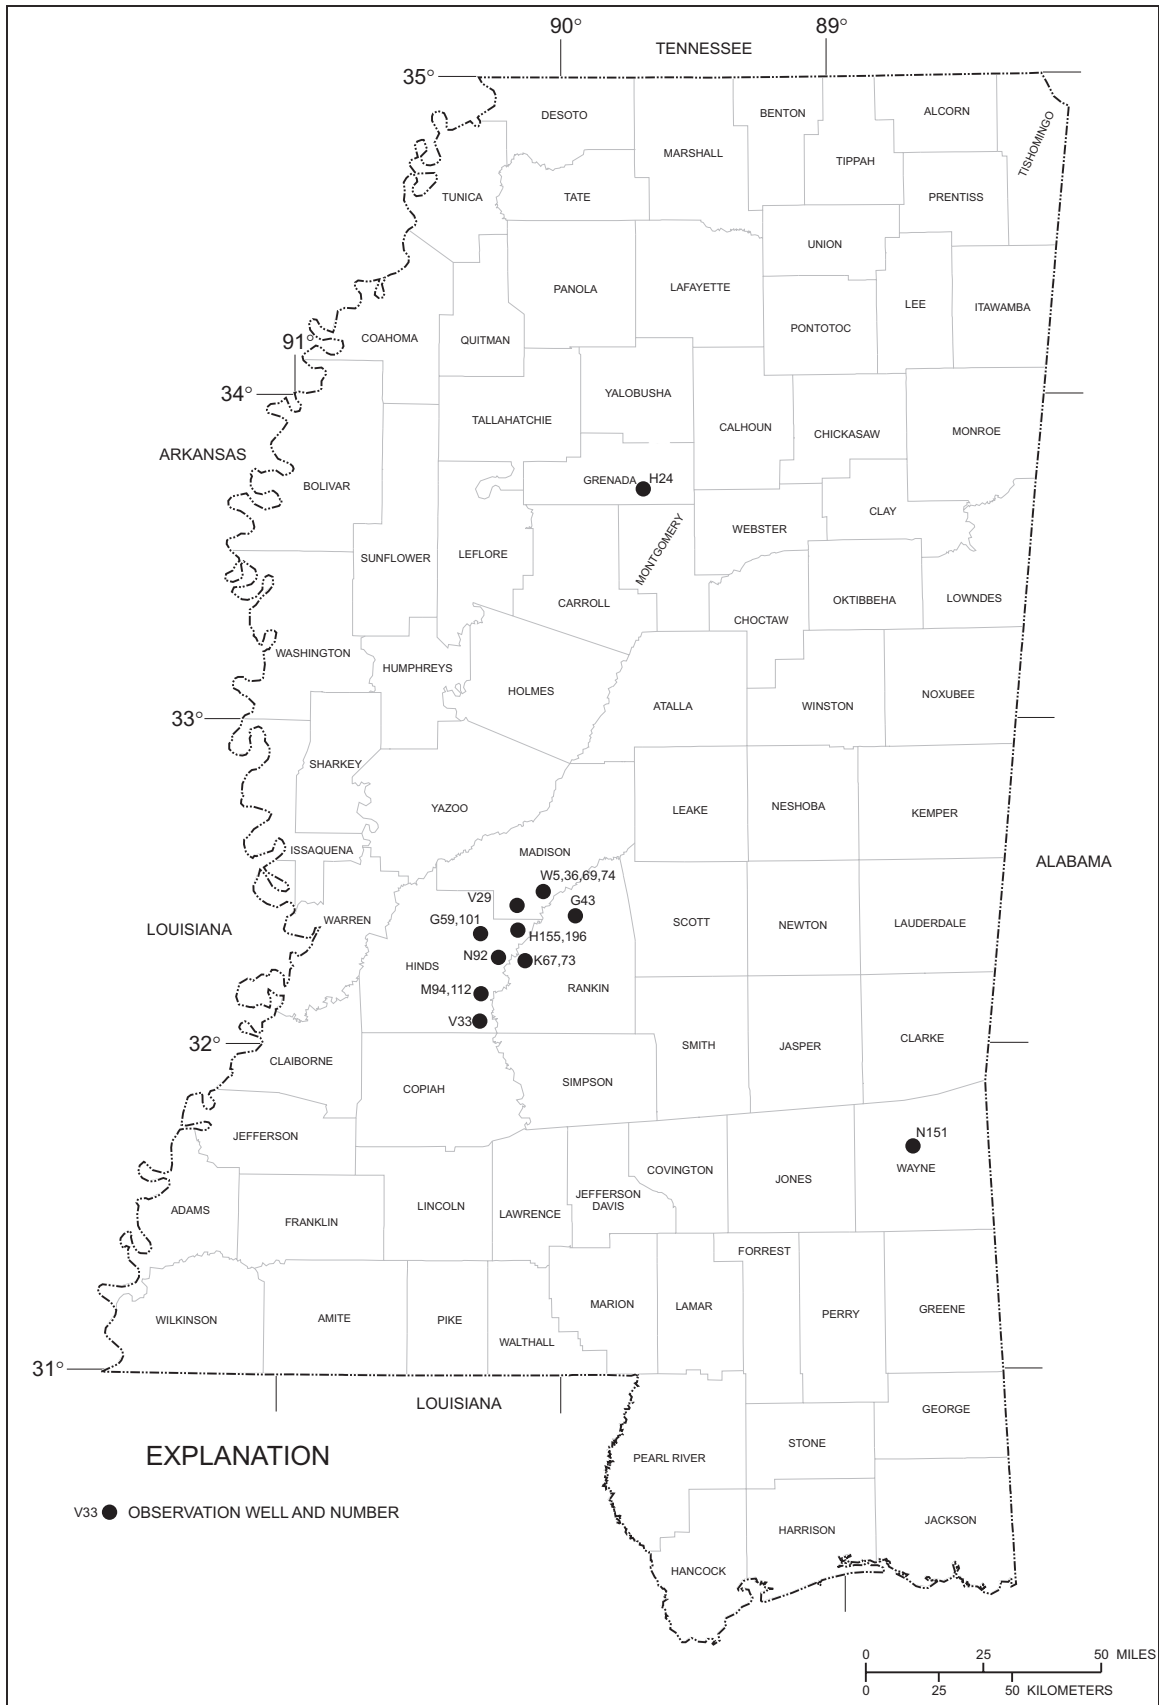 90°
89°
TENNESSEE
35°
DESOTO
BENTON
ALCORN
TISHOMINGO
MARSHALL
TIPPAH
TUNICA
TATE
PRENTISS
UNION
PANOLA
LAFAYETTE
LEE
ITAWAMBA
PONTOTOC
COAHOMA
QUITMAN
91°
34°
YALOBUSHA
TALLAHATCHIE
CALHOUN
CHICKASAW
MONROE
ARKANSAS
BOLIVAR
GRENADA
H24
CLAY
WEBSTER
SUNFLOWER
LEFLORE
MONTGOMERY
CARROLL
OKTIBBEHA
LOWNDES
CHOCTAW
WASHINGTON
HUMPHREYS
HOLMES
ATALLA
WINSTON
NOXUBEE
33°
SHARKEY
YAZOO
LEAKE
NESHOBA
KEMPER
ISSAQUENA
MADISON
ALABAMA
W5,36,69,74
V29
G43
G59,101
WARREN
LOUISIANA
SCOTT
NEWTON
LAUDERDALE
H155,196
N92
K67,73
HINDS
M94,112
RANKIN
V33
32°
CLAIBORNE
SMITH
JASPER
CLARKE
COPIAH
SIMPSON
N151
JEFFERSON
WAYNE
COVINGTON
JONES
ADAMS
LINCOLN
LAWRENCE
JEFFERSON
DAVIS
FRANKLIN
FORREST
WILKINSON
AMITE
PIKE
WALTHALL
MARION
LAMAR
PERRY
GREENE
31°
LOUISIANA
GEORGE
EXPLANATION
PEARL RIVER
STONE
V33 OBSERVATION WELL AND NUMBER
HARRISON
JACKSON
HANCOCK
0 25 50 MILES
0 25 50 KILOMETERS